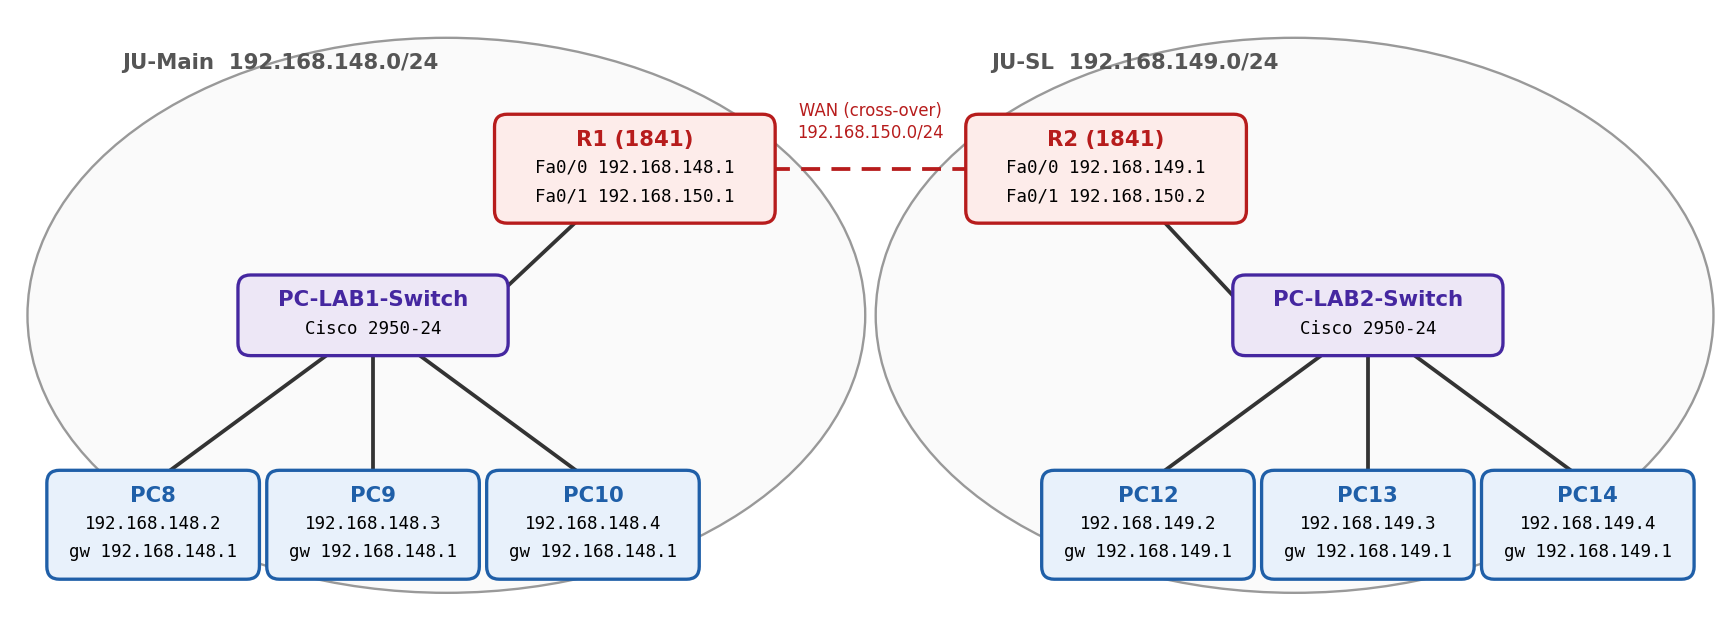 JU-Main  192.168.148.0/24
JU-SL  192.168.149.0/24
WAN (cross-over)
192.168.150.0/24
R1 (1841)
Fa0/0 192.168.148.1
Fa0/1 192.168.150.1
R2 (1841)
Fa0/0 192.168.149.1
Fa0/1 192.168.150.2
PC-LAB1-Switch
Cisco 2950-24
PC-LAB2-Switch
Cisco 2950-24
PC8
192.168.148.2
gw 192.168.148.1
PC9
192.168.148.3
gw 192.168.148.1
PC10
192.168.148.4
gw 192.168.148.1
PC12
192.168.149.2
gw 192.168.149.1
PC13
192.168.149.3
gw 192.168.149.1
PC14
192.168.149.4
gw 192.168.149.1